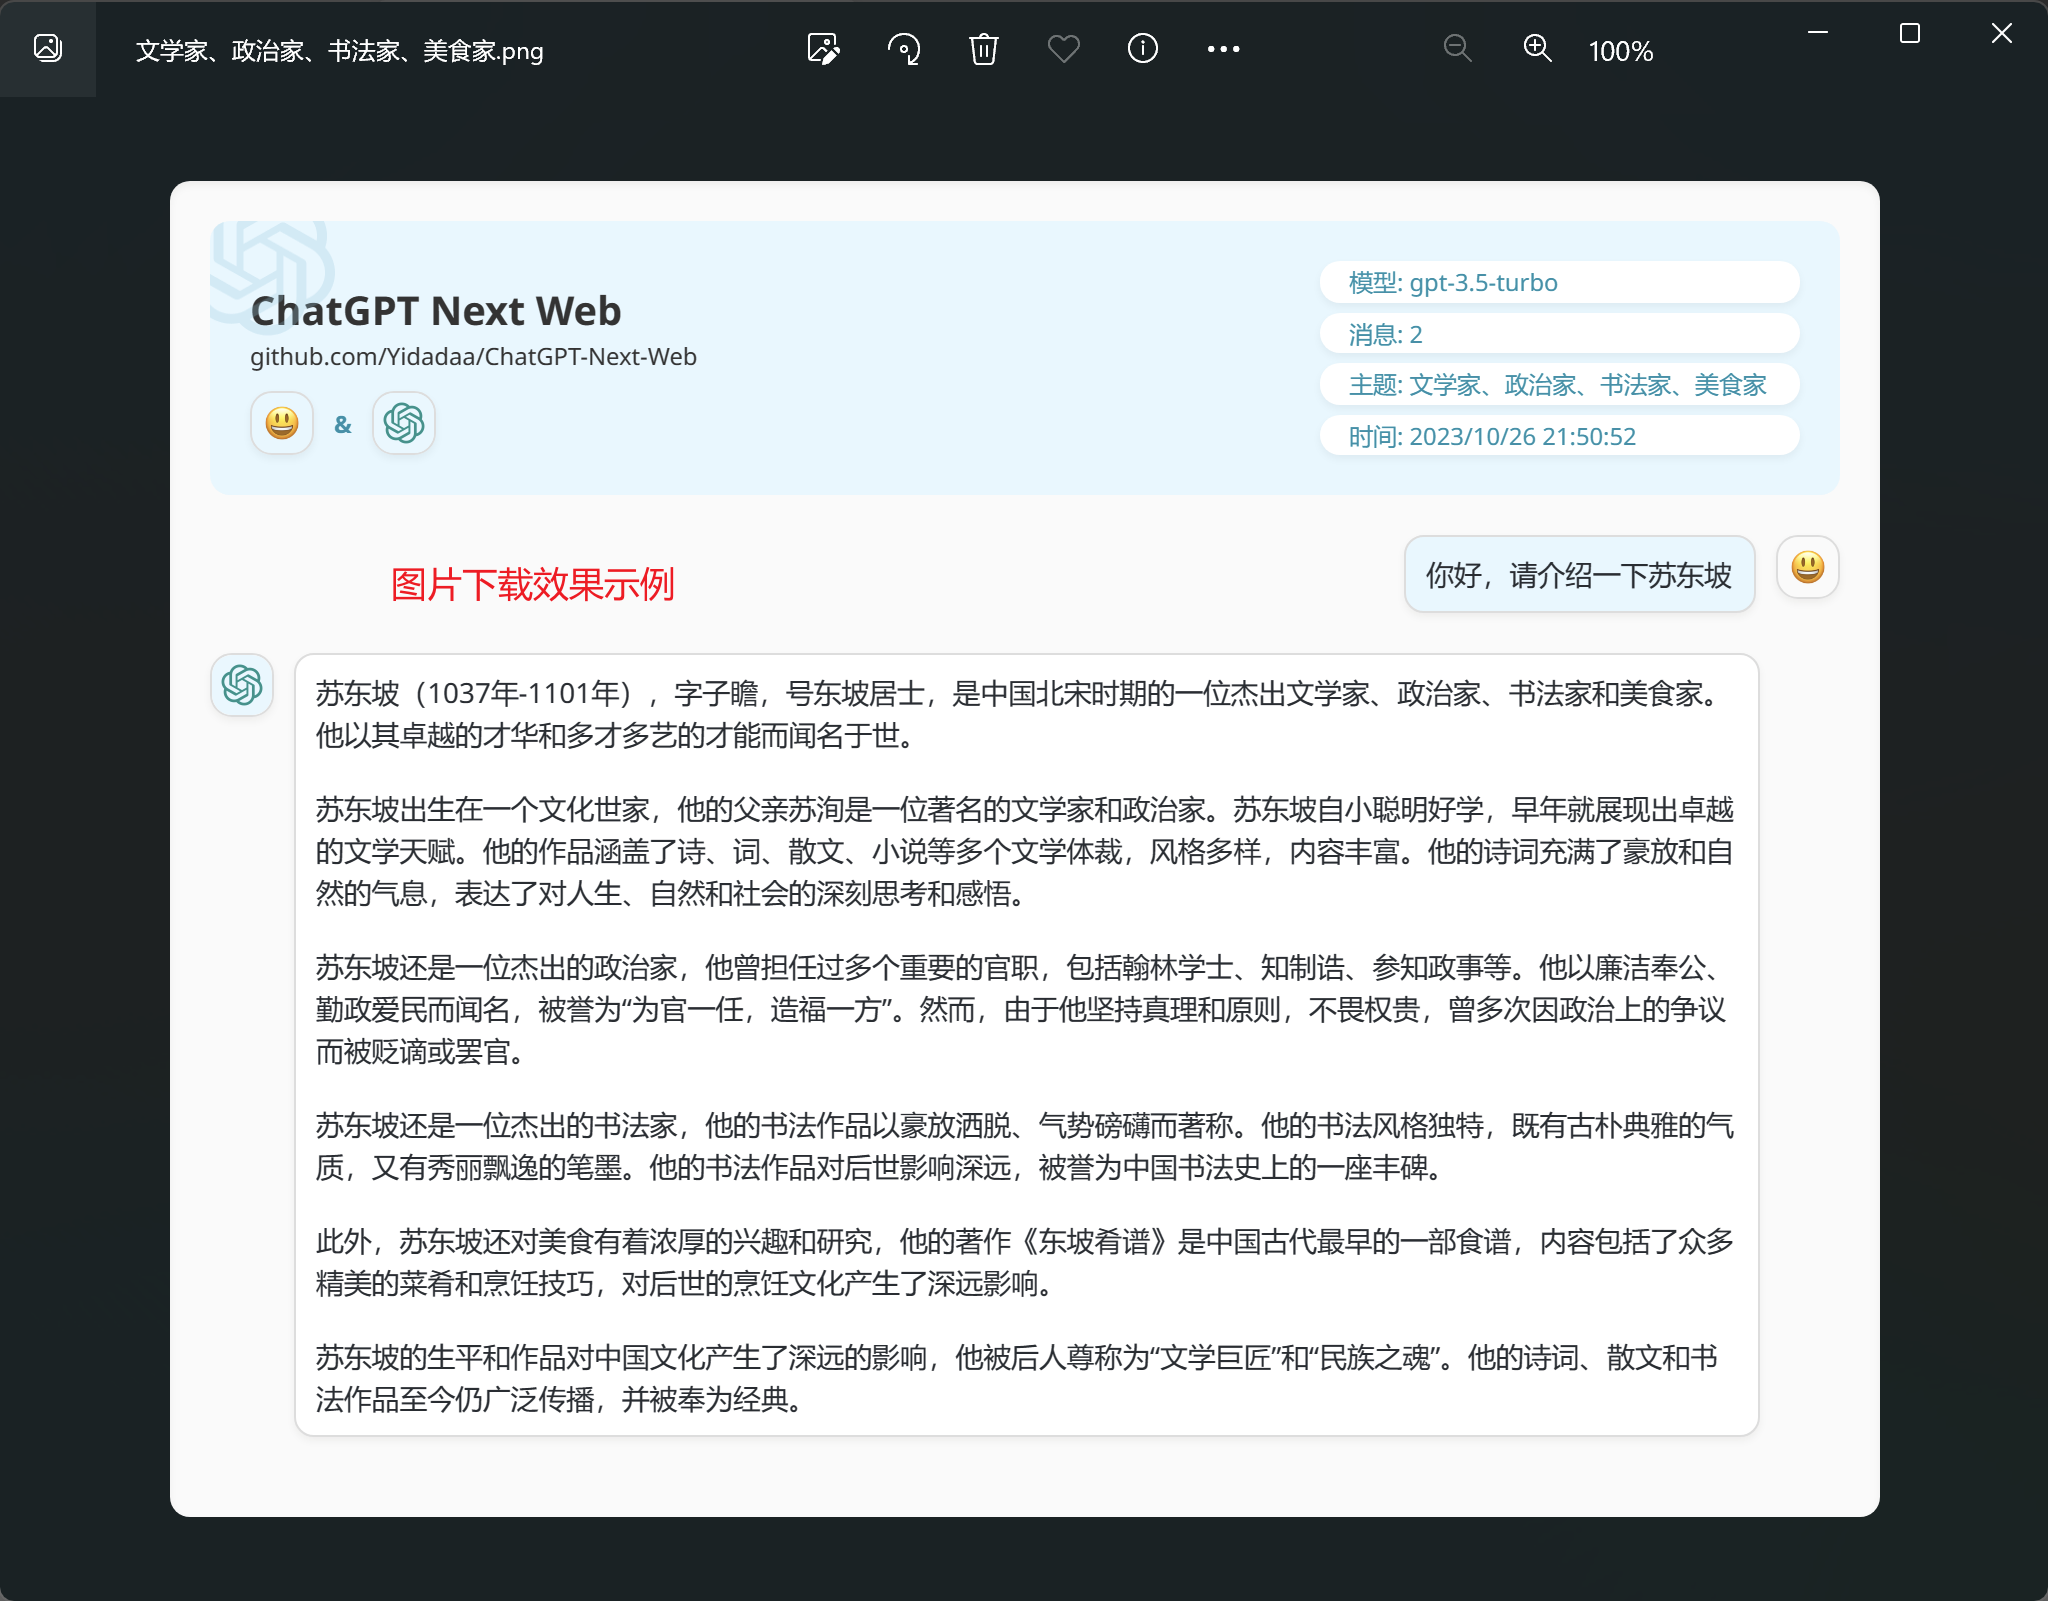 文学家、政治家、书法家、美食家.png
100%
ChatGPT Next Web
github.com/Yidadaa/ChatGPT-Next-Web
&
模型: gpt-3.5-turbo
消息: 2
主题: 文学家、政治家、书法家、美食家
时间: 2023/10/26 21:50:52
图片下载效果示例
你好，请介绍一下苏东坡
苏东坡（1037年-1101年），字子瞻，号东坡居士，是中国北宋时期的一位杰出文学家、政治家、书法家和美食家。
他以其卓越的才华和多才多艺的才能而闻名于世。
苏东坡出生在一个文化世家，他的父亲苏洵是一位著名的文学家和政治家。苏东坡自小聪明好学，早年就展现出卓越
的文学天赋。他的作品涵盖了诗、词、散文、小说等多个文学体裁，风格多样，内容丰富。他的诗词充满了豪放和自
然的气息，表达了对人生、自然和社会的深刻思考和感悟。
苏东坡还是一位杰出的政治家，他曾担任过多个重要的官职，包括翰林学士、知制诰、参知政事等。他以廉洁奉公、
勤政爱民而闻名，被誉为“为官一任，造福一方”。然而，由于他坚持真理和原则，不畏权贵，曾多次因政治上的争议
而被贬谪或罢官。
苏东坡还是一位杰出的书法家，他的书法作品以豪放洒脱、气势磅礴而著称。他的书法风格独特，既有古朴典雅的气
质，又有秀丽飘逸的笔墨。他的书法作品对后世影响深远，被誉为中国书法史上的一座丰碑。
此外，苏东坡还对美食有着浓厚的兴趣和研究，他的著作《东坡肴谱》是中国古代最早的一部食谱，内容包括了众多
精美的菜肴和烹饪技巧，对后世的烹饪文化产生了深远影响。
苏东坡的生平和作品对中国文化产生了深远的影响，他被后人尊称为“文学巨匠”和“民族之魂”。他的诗词、散文和书
法作品至今仍广泛传播，并被奉为经典。